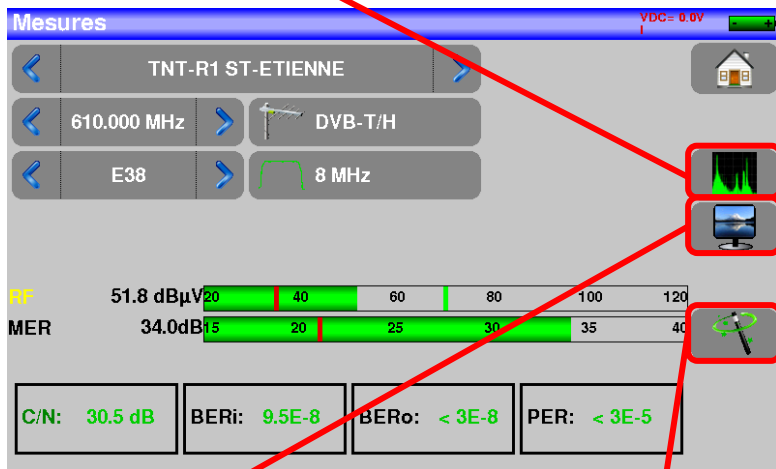 Mesures VDC= 0.0V
TNT-R1 ST-ETIENNE
610.000 MHz DVB-T/H
E38 8 MHz
RF 51.8 dBµV 20 40 60 80 100 120
MER 34.0dB 15 20 25 30 35 40
C/N: 30.5 dB BERi: 9.5E-8 BERo: < 3E-8 PER: < 3E-5